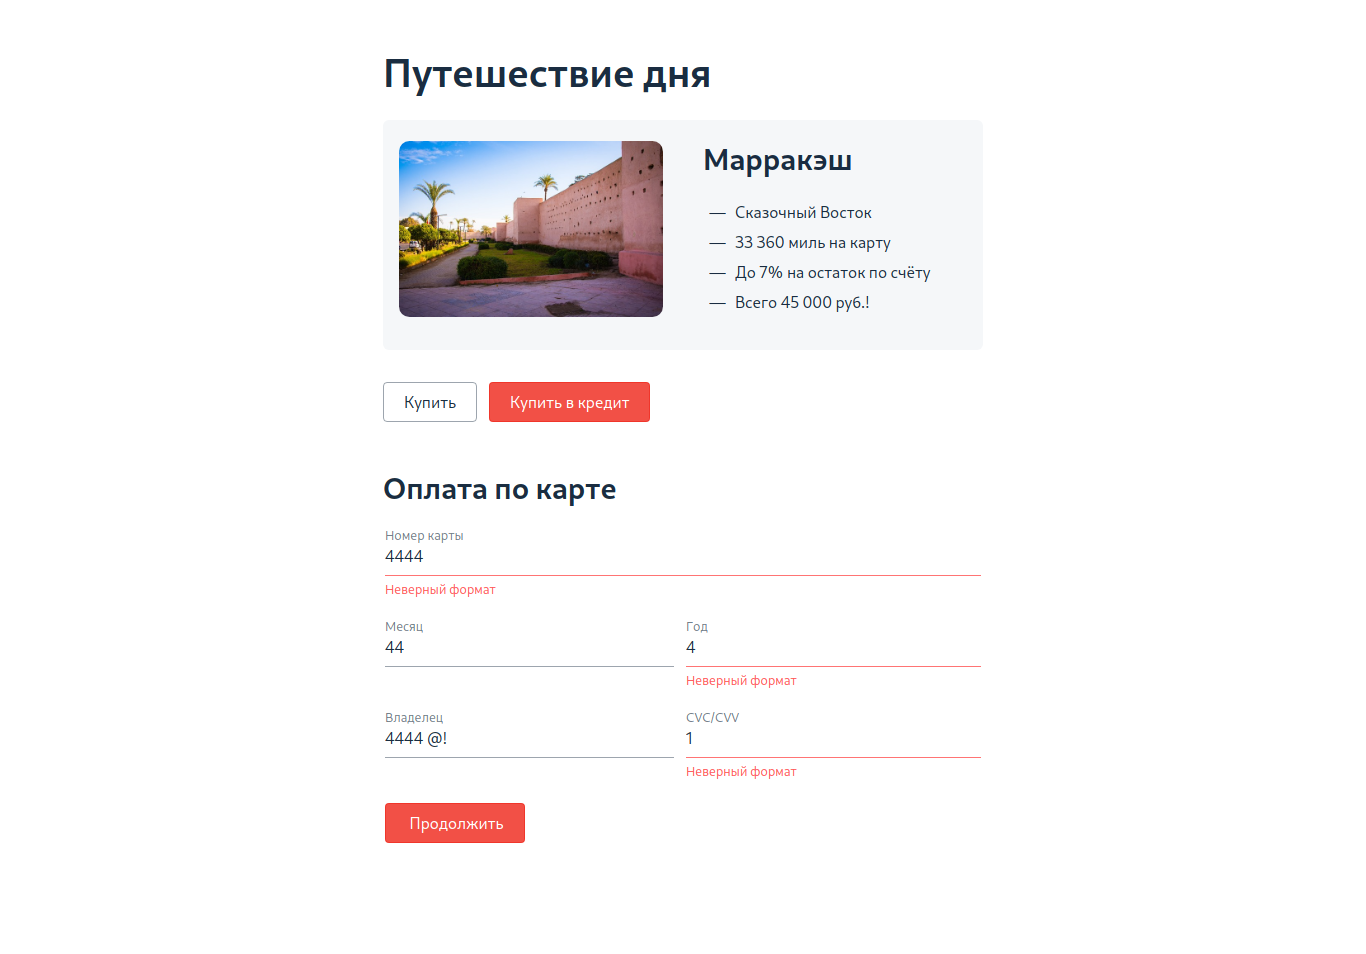 Путешествие дня
Марракэш
— Сказочный Восток
— 33 360 миль на карту
— До 7% на остаток по счёту
— Всего 45 000 руб.!
Купить
Купить в кредит
Оплата по карте
Номер карты
4444
Неверный формат
Месяц
Год
44
4
Неверный формат
Владелец
CVC/CVV
4444 @!
1
Неверный формат
Продолжить